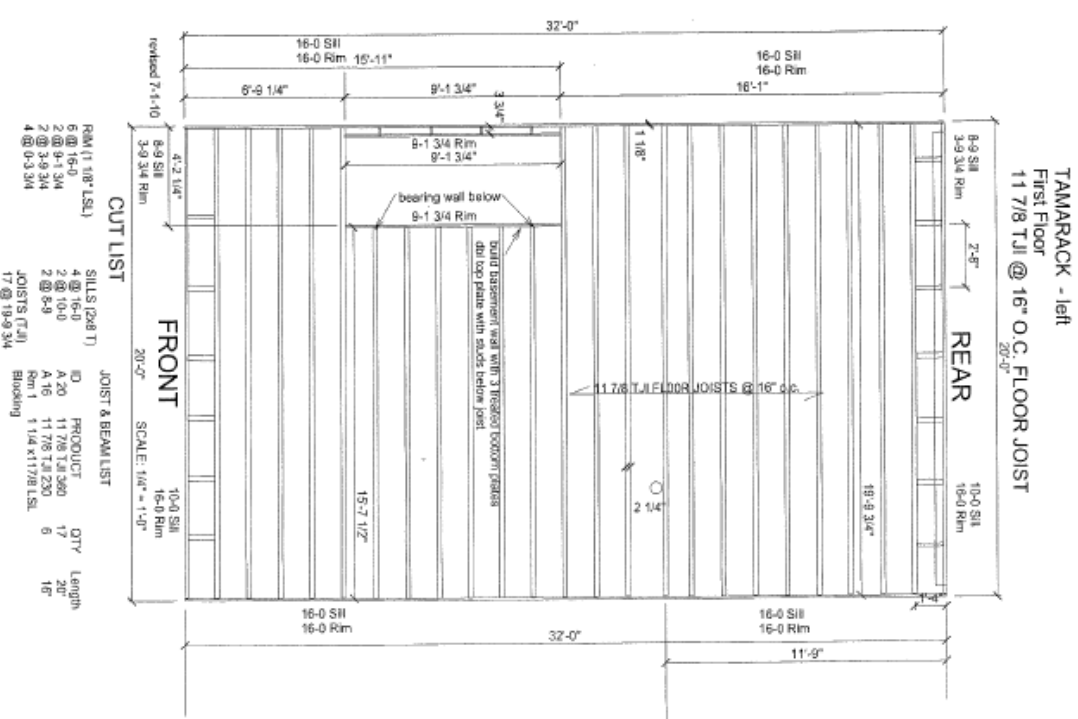 32'-0"
16-0 Sill
16-0 Rim
15'-11"
16-0 Sill
16-0 Rim
6'-9 1/4"
9'-1 3/4"
16'-1"
3 3/4"
revised 7-1-10
8-9 Sill
3-9 3/4 Rim
4'-2 1/4"
9-1 3/4 Rim
9'-1 3/4"
1 1/8"
8-9 Sill
3-9 3/4 Rim
2'-8"
bearing wall below
9-1 3/4 Rim
build basement wall with 3 treated bottom plates
dbl top plate with studs below joist
11 7/8 TJI FLOOR JOISTS @ 16" o.c.
2 1/4"
15'-7 1/2"
19'-9 3/4"
TAMARACK - left
First Floor
11 7/8 TJI @ 16" O.C. FLOOR JOIST
20'-0"
REAR
10-0 Sill
16-0 Rim
1'-4"
FRONT
20'-0"
SCALE: 1/4" = 1'-0"
10-0 Sill
16-0 Rim
16-0 Sill
16-0 Rim
16-0 Sill
16-0 Rim
32'-0"
11'-9"
CUT LIST
RIM (1 1/8" LSL)
6 @ 16-0
2 @ 9-1 3/4
2 @ 3-9 3/4
4 @ 0-3 3/4
SILLS (2x8 T)
4 @ 16-0
2 @ 10-0
2 @ 8-9
JOISTS (TJI)
17 @ 19-9 3/4
JOIST & BEAM LIST
ID PRODUCT QTY Length
A 20 11 7/8 TJI 360 17 20"
A 16 11 7/8 TJI 230 6 16"
Rm 1 1 1/4 x 11 7/8 LSL
Blocking